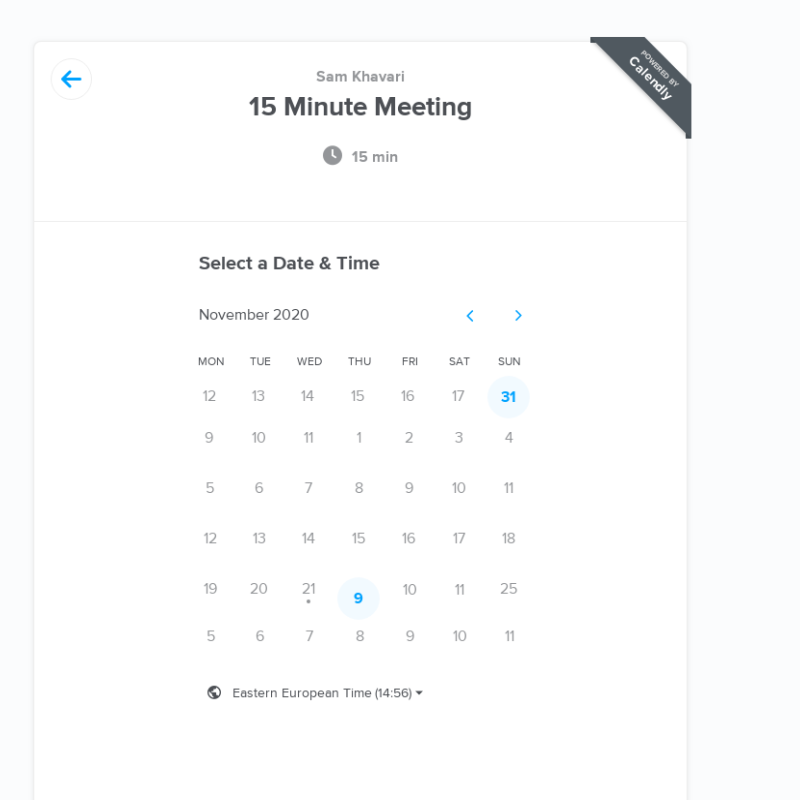 POWERED BY
Calendly
Sam Khavari
15 Minute Meeting
15 min
Select a Date & Time
November 2020
MON TUE WED THU FRI SAT SUN
12 13 14 15 16 17 31
9 10 11 1 2 3 4
5 6 7 8 9 10 11
12 13 14 15 16 17 18
19 20 21 9 10 11 25
5 6 7 8 9 10 11
Eastern European Time (14:56)